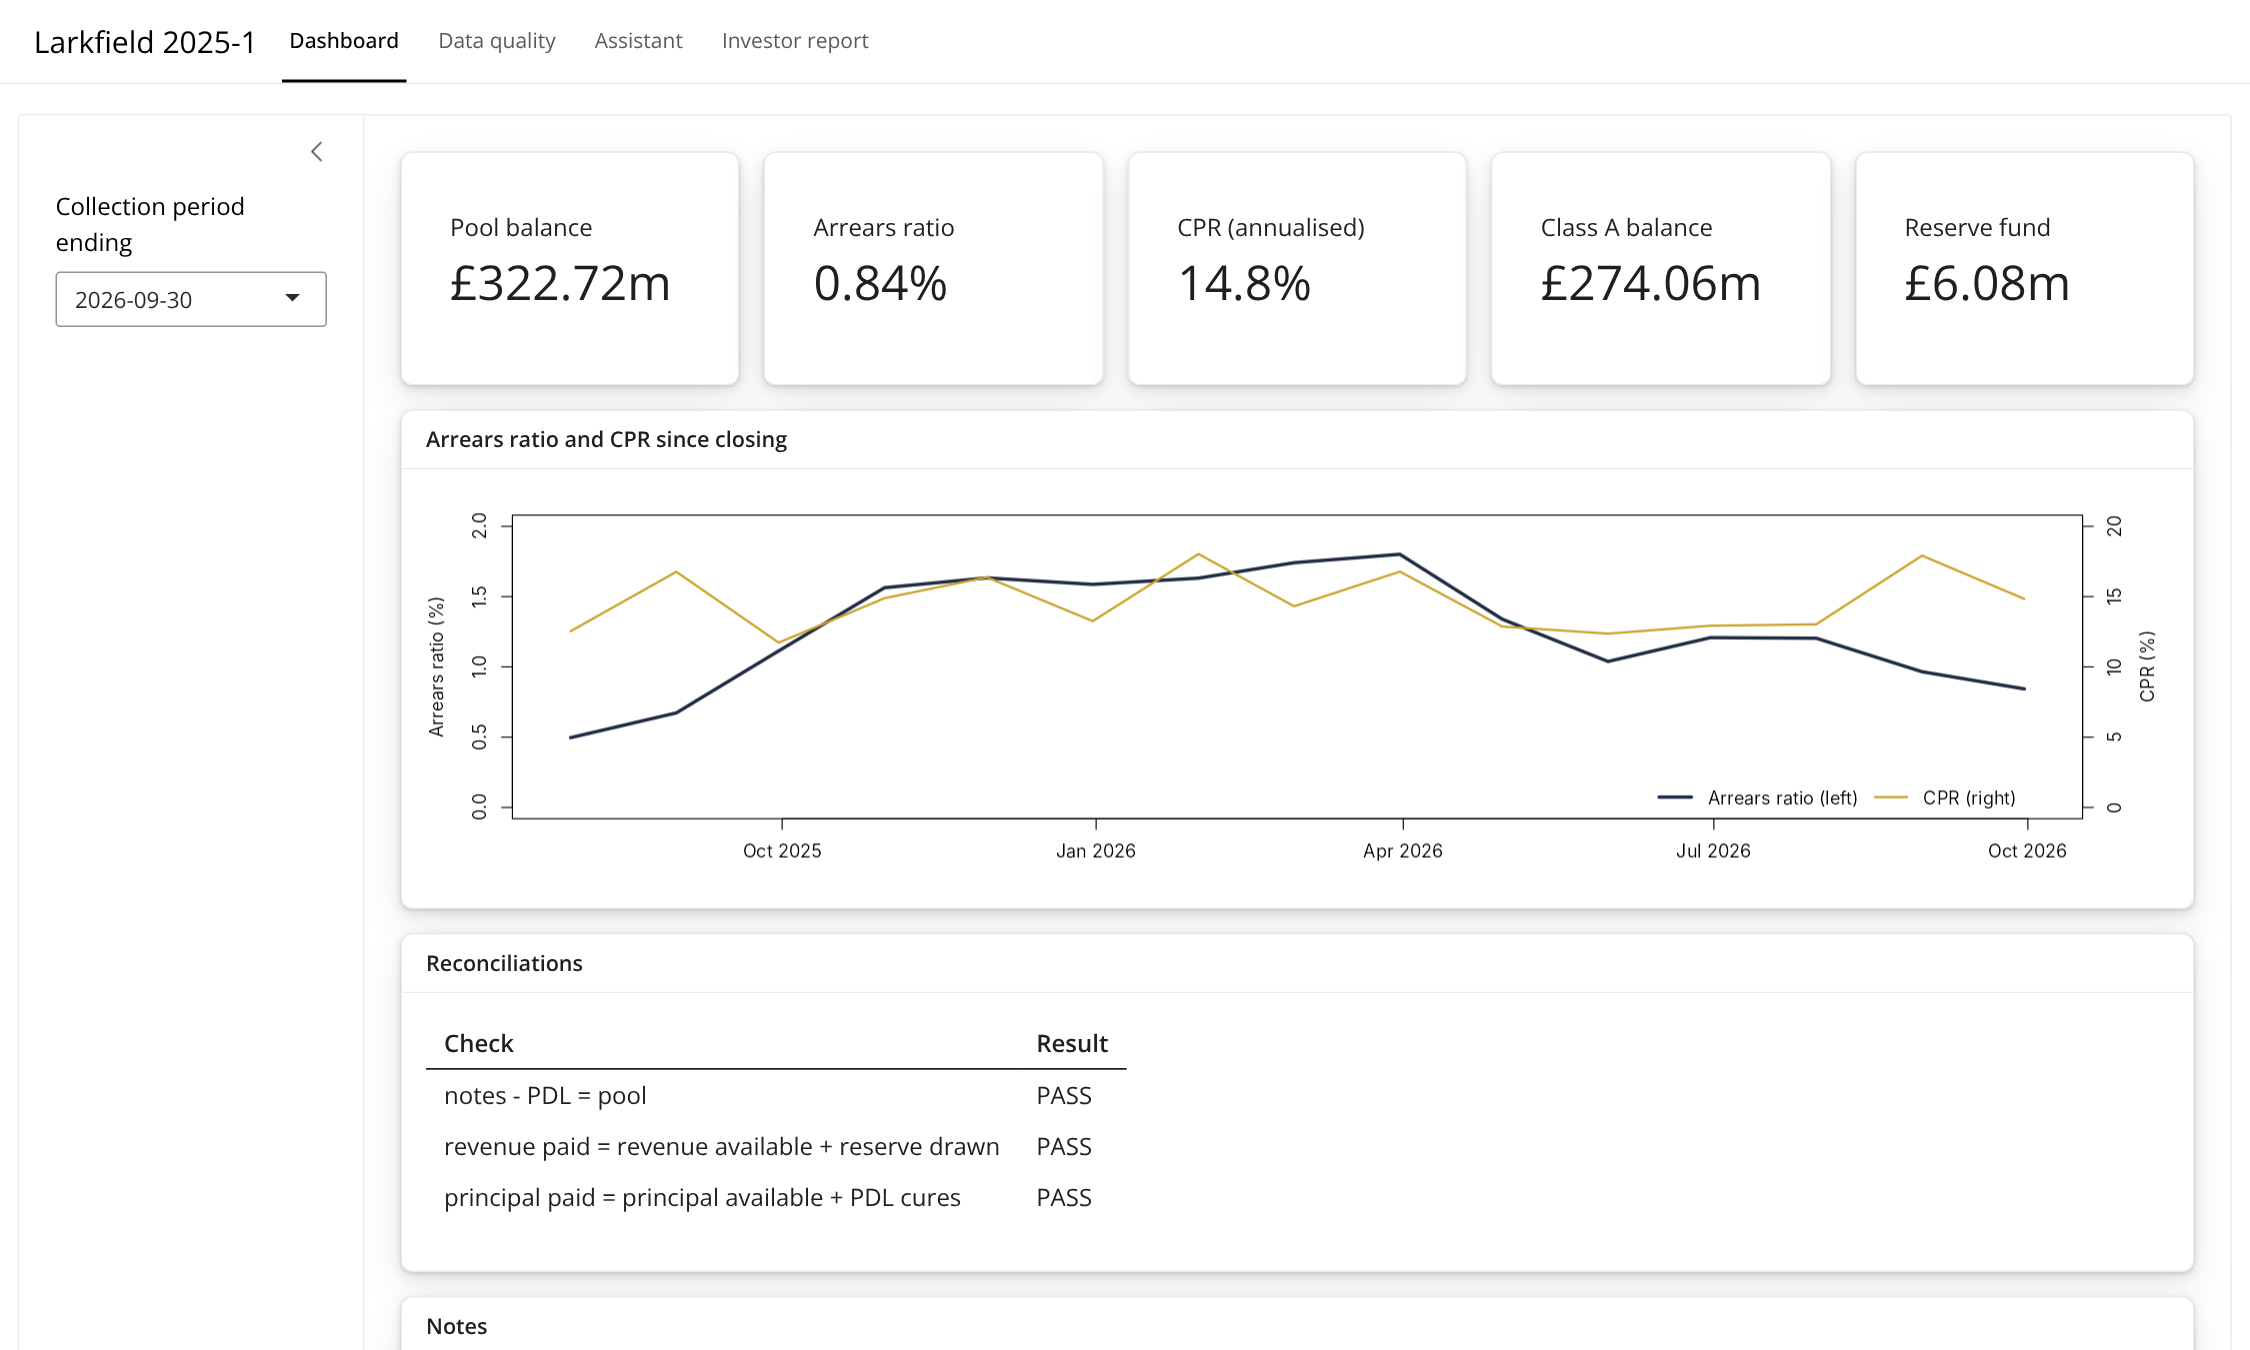 Larkfield 2025-1 Dashboard Data quality Assistant Investor report
Collection period
ending
2026-09-30
Pool balance
£322.72m
Arrears ratio
0.84%
CPR (annualised)
14.8%
Class A balance
£274.06m
Reserve fund
£6.08m
Arrears ratio and CPR since closing
Arrears ratio (%)
2.0
1.5
1.0
0.5
0.0
20
15
10
5
0
CPR (%)
Arrears ratio (left) CPR (right)
Oct 2025 Jan 2026 Apr 2026 Jul 2026 Oct 2026
Reconciliations
Check Result
notes - PDL = pool PASS
revenue paid = revenue available + reserve drawn PASS
principal paid = principal available + PDL cures PASS
Notes